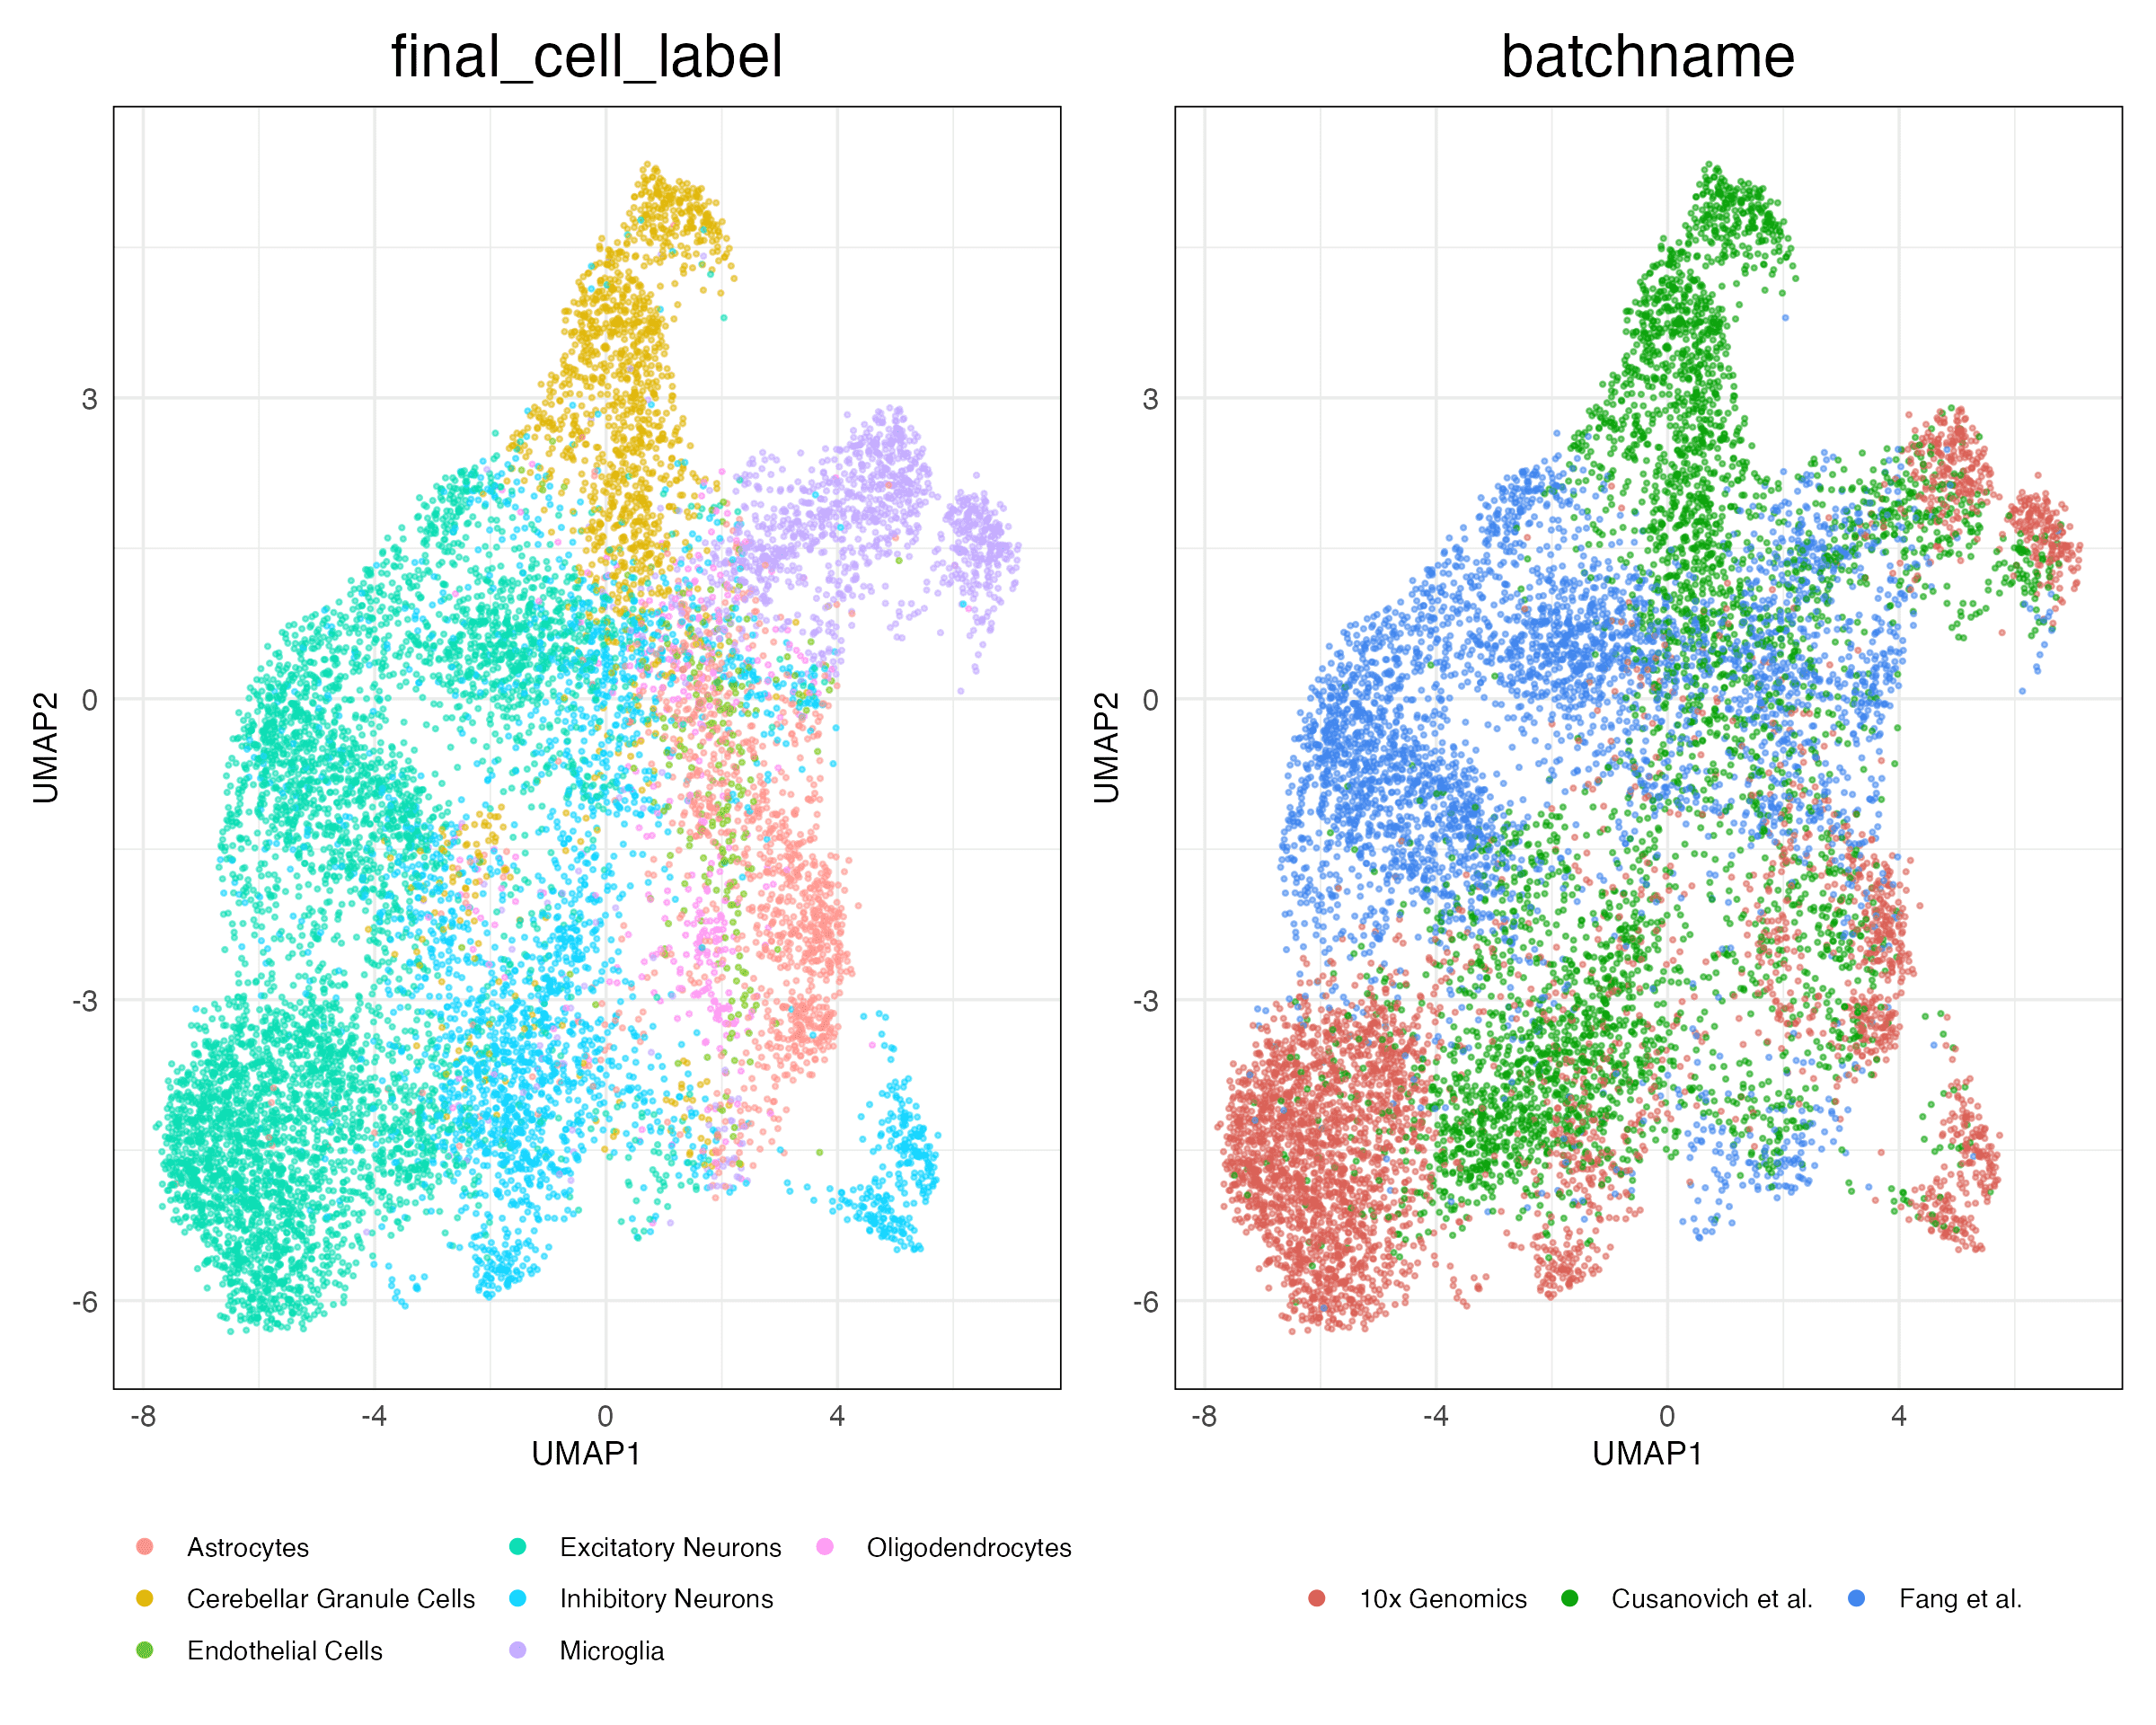 final_cell_label
batchname
UMAP2
3
0
-3
-6
-8
-4
0
4
UMAP1
UMAP2
3
0
-3
-6
-8
-4
0
4
UMAP1
Astrocytes
Excitatory Neurons
Oligodendrocytes
Cerebellar Granule Cells
Inhibitory Neurons
Endothelial Cells
Microglia
10x Genomics
Cusanovich et al.
Fang et al.